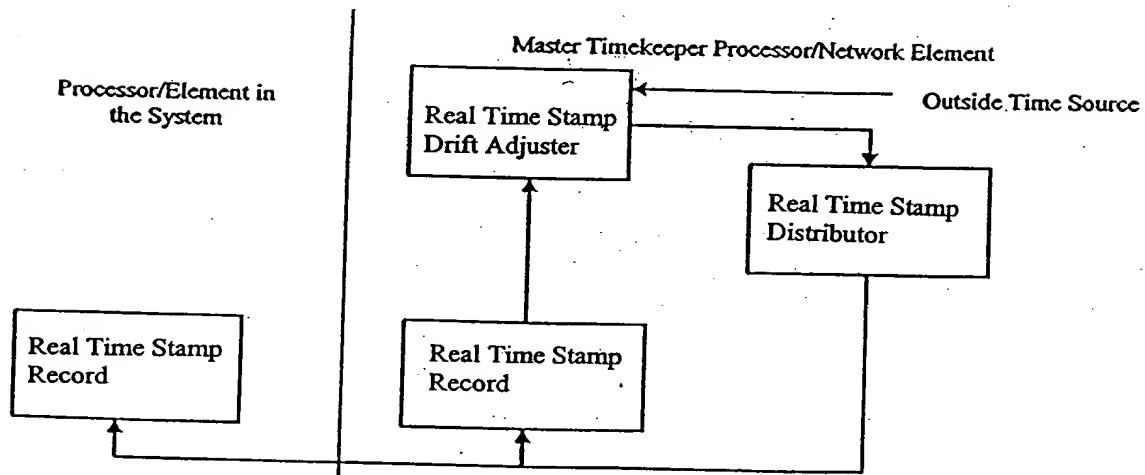 Master Timekeeper Processor/Network Element
Processor/Element in
the System
Outside Time Source
Real Time Stamp
Drift Adjuster
Real Time Stamp
Distributor
Real Time Stamp
Record
Real Time Stamp
Record